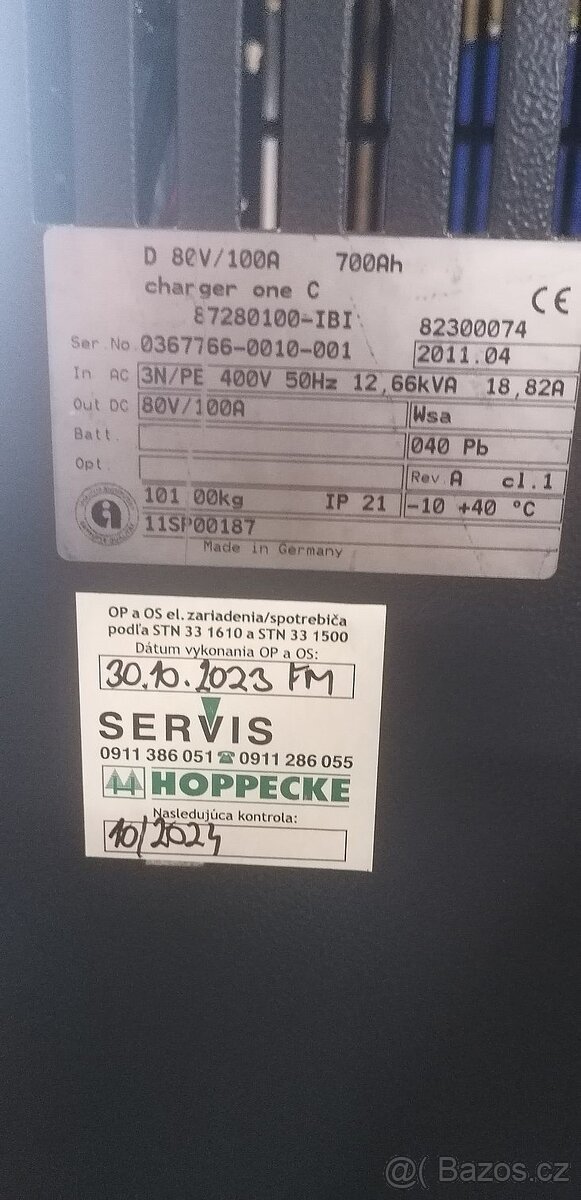 D 80V/100A 700Ah
charger one C
87280100-IBI 82300074
Ser.No. 0367766-0010-001 2011.04
In AC 3N/PE 400V 50Hz 12,66kVA 18,82A
Out DC 80V/100A Wsa
Batt. 040 Pb
Opt. Rev. A cl.1
101 00kg IP 21 -10 +40 °C
11SP00187
Made in Germany
CE
OP a OS el. zariadenia/spotrebiča
podľa STN 33 1610 a STN 33 1500
Dátum vykonania OP a OS:
30.10.2023 FM
SERVIS
0911 386 051 ☎ 0911 286 055
HOPPECKE
Nasledujúca kontrola:
10/2024
@( Bazos.cz